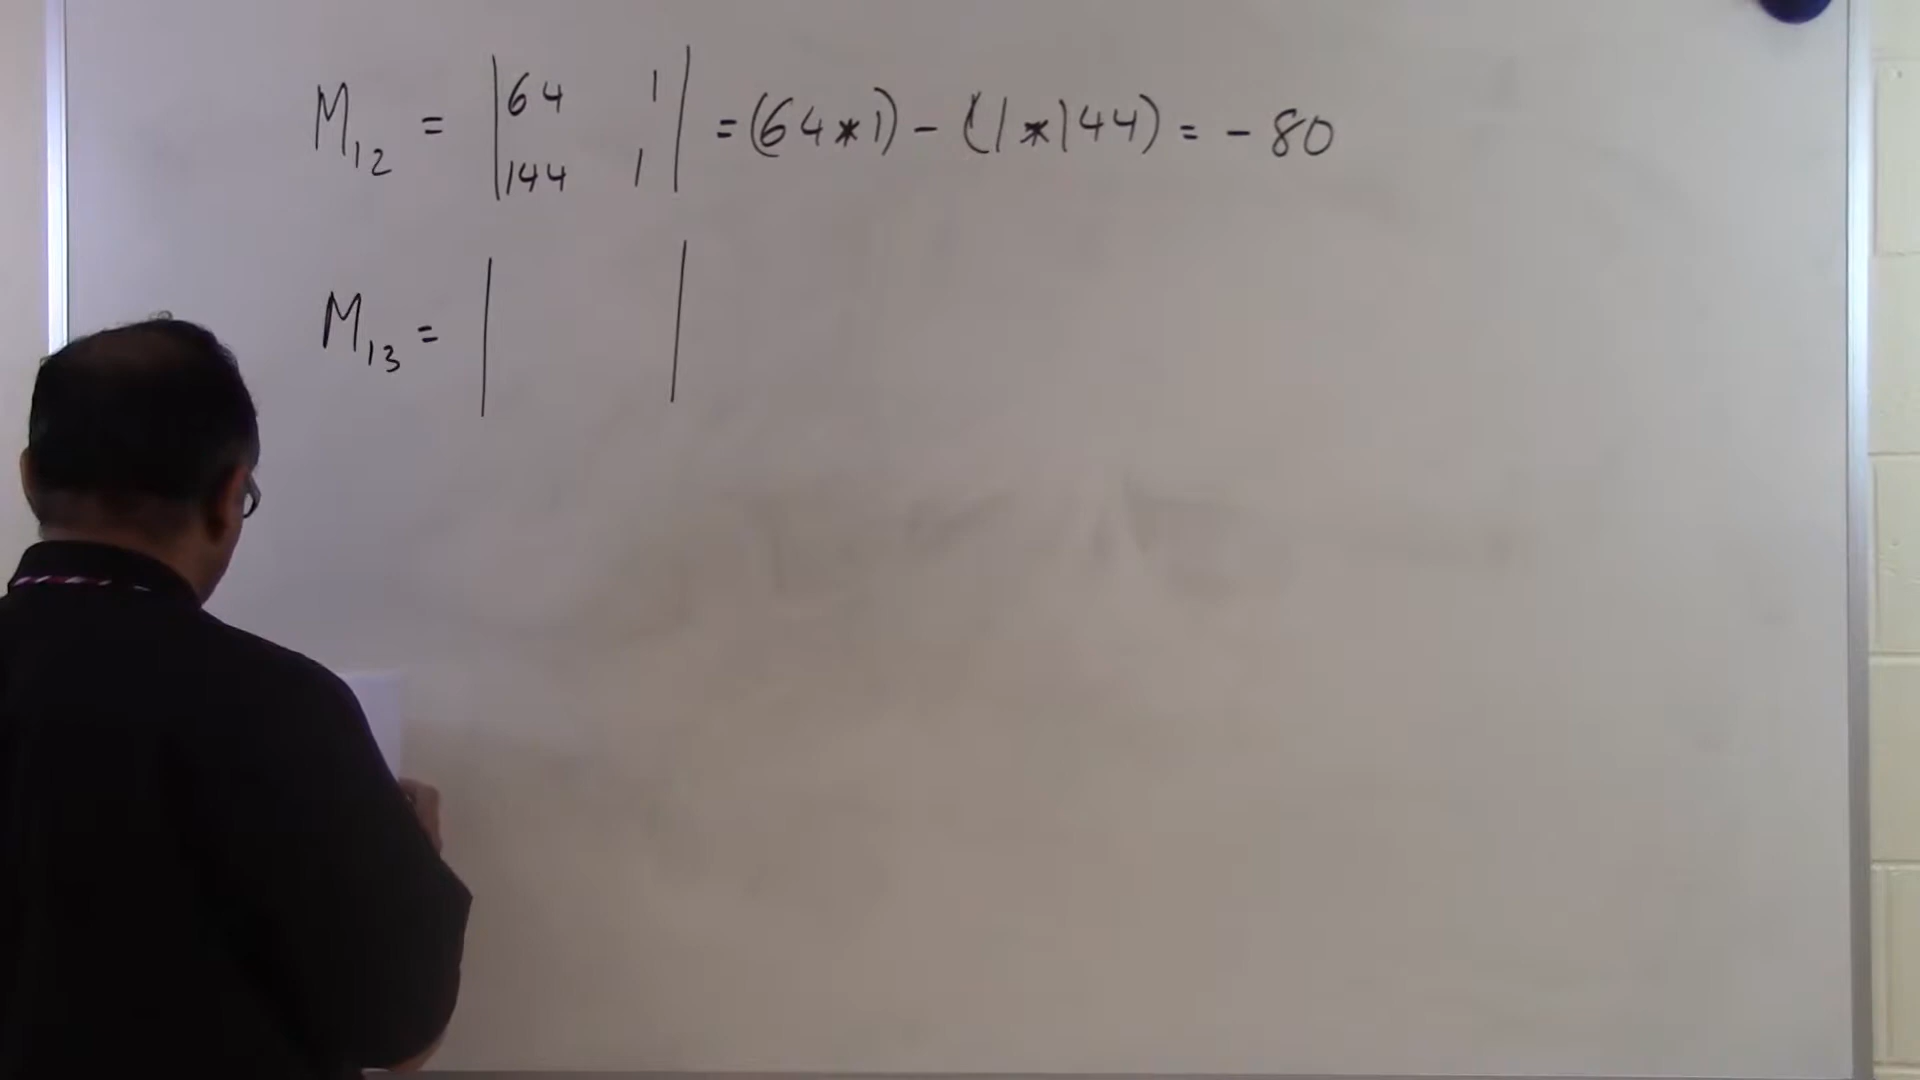 M₁₂ = |64 1| = (64*1) - (1*144) = -80
|144 1|
M₁₃ = | |